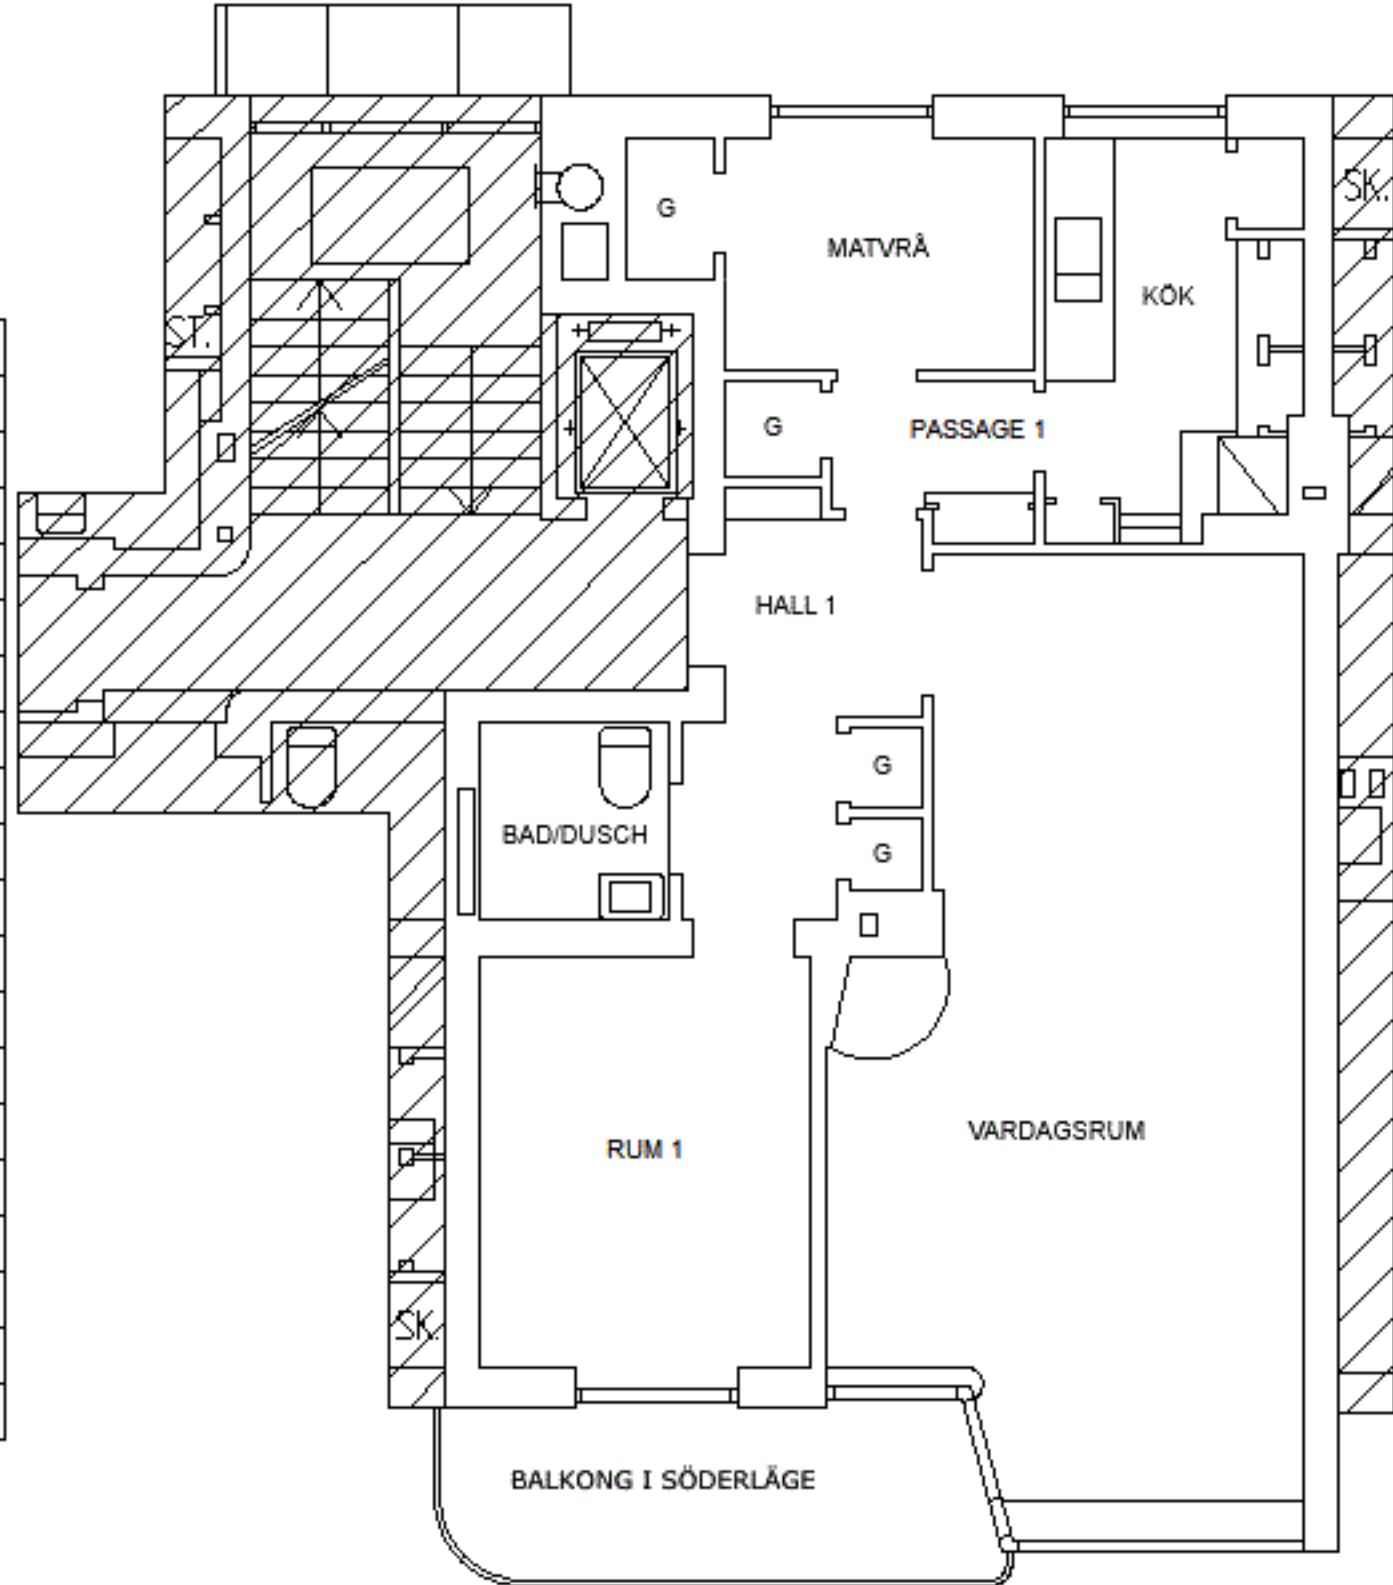 SK.
G
MATVRÅ
KÖK
ST.
G
PASSAGE 1
HALL 1
G
BAD/DUSCH
G
VARDAGSRUM
RUM 1
SK.
BALKONG I SÖDERLÄGE